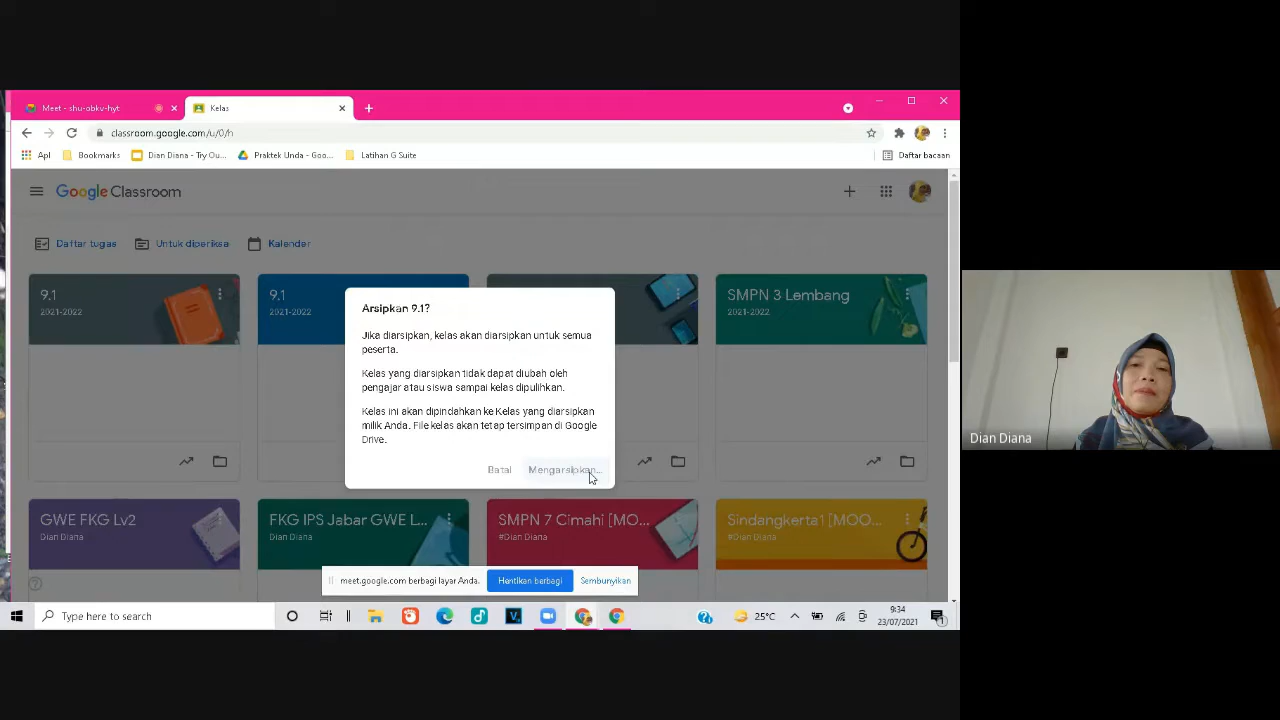 Meet - shu-obkv-hyt
Kelas
classroom.google.com/u/0/h
Apl
Bookmarks
Dian Diana - Try Ou...
Praktek Unda - Goo...
Latihan G Suite
Daftar bacaan
Google Classroom
Daftar tugas
Untuk diperiksa
Kalender
9.1
2021-2022
9.1
2021-2022
SMPN 3 Lembang
2021-2022
Arsipkan 9.1?
Jika diarsipkan, kelas akan diarsipkan untuk semua
peserta.
Kelas yang diarsipkan tidak dapat diubah oleh
pengajar atau siswa sampai kelas dipulihkan.
Kelas ini akan dipindahkan ke Kelas yang diarsipkan
milik Anda. File kelas akan tetap tersimpan di Google
Drive.
Batal
Mengarsipkan...
Dian Diana
GWE FKG Lv2
Dian Diana
FKG IPS Jabar GWE L...
Dian Diana
SMPN 7 Cimahi [MO...
#Dian Diana
Sindangkerta1 [MOO...
#Dian Diana
meet.google.com berbagi layar Anda.
Hentikan berbagi
Sembunyikan
Type here to search
25°C
9:34
23/07/2021